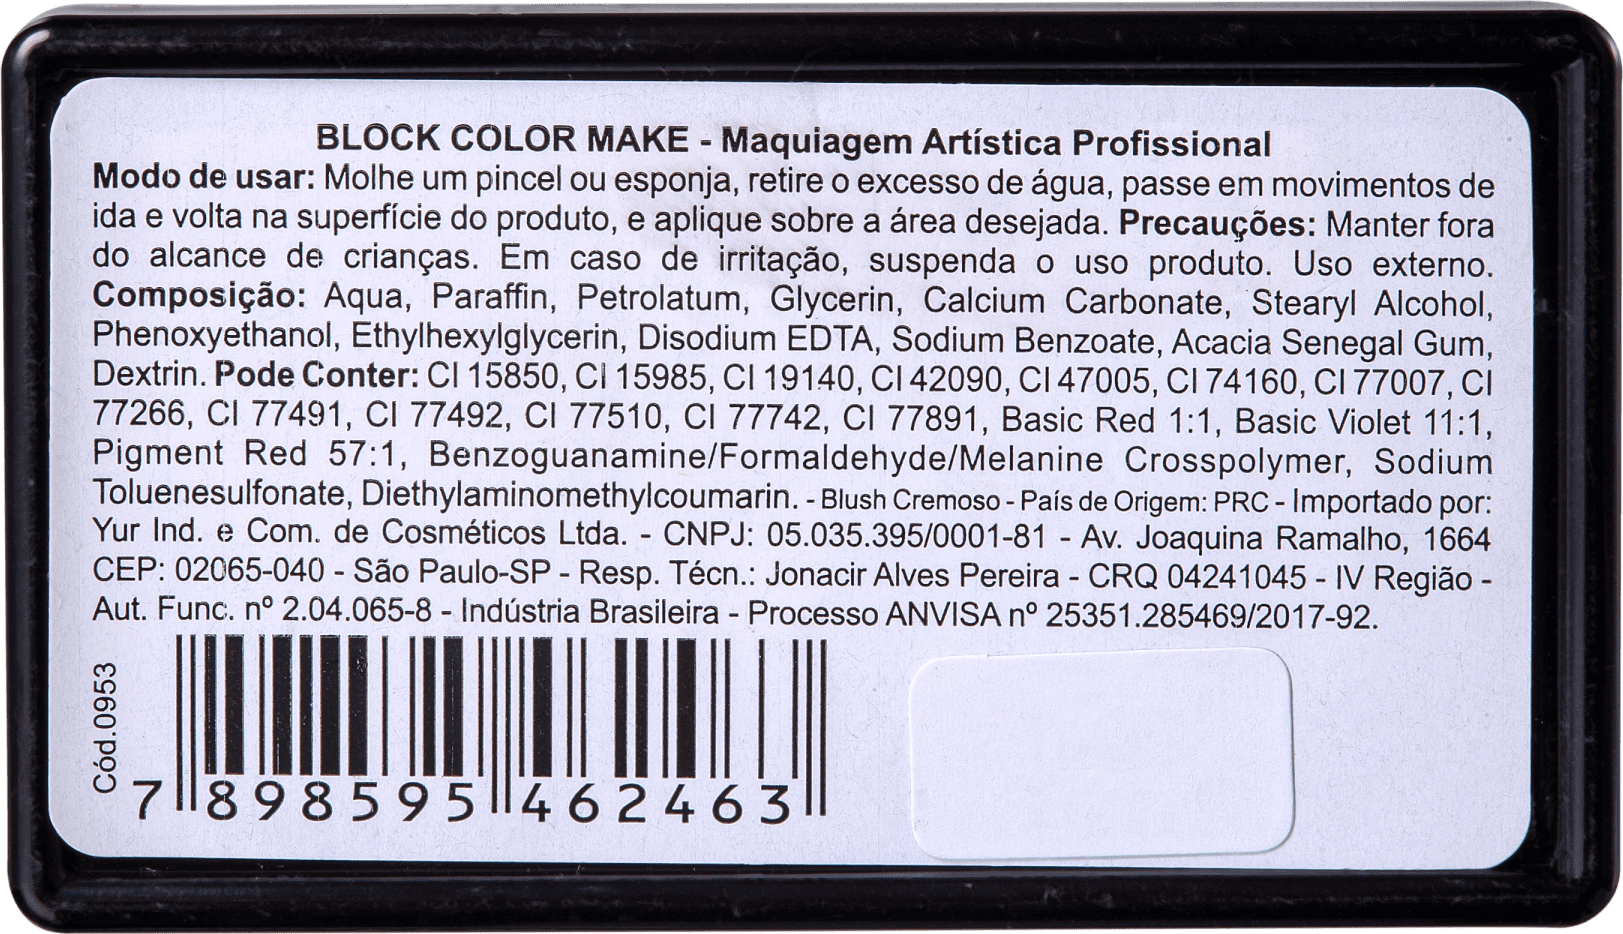 BLOCK COLOR MAKE - Maquiagem Artística Profissional
Modo de usar: Molhe um pincel ou esponja, retire o excesso de água, passe em movimentos de
ida e volta na superfície do produto, e aplique sobre a área desejada. Precauções: Manter fora
do alcance de crianças. Em caso de irritação, suspenda o uso produto. Uso externo.
Composição: Aqua, Paraffin, Petrolatum, Glycerin, Calcium Carbonate, Stearyl Alcohol,
Phenoxyethanol, Ethylhexylglycerin, Disodium EDTA, Sodium Benzoate, Acacia Senegal Gum,
Dextrin. Pode Conter: CI 15850, CI 15985, CI 19140, CI 42090, CI 47005, CI 74160, CI 77007, CI
77266, CI 77491, CI 77492, CI 77510, CI 77742, CI 77891, Basic Red 1:1, Basic Violet 11:1,
Pigment Red 57:1, Benzoguanamine/Formaldehyde/Melanine Crosspolymer, Sodium
Toluenesulfonate, Diethylaminomethylcoumarin. - Blush Cremoso - País de Origem: PRC - Importado por:
Yur Ind. e Com. de Cosméticos Ltda. - CNPJ: 05.035.395/0001-81 - Av. Joaquina Ramalho, 1664
CEP: 02065-040 - São Paulo-SP - Resp. Técn.: Jonacir Alves Pereira - CRQ 04241045 - IV Região -
Aut. Func. nº 2.04.065-8 - Indústria Brasileira - Processo ANVISA nº 25351.285469/2017-92.
Cód.0953
7 898595 462463